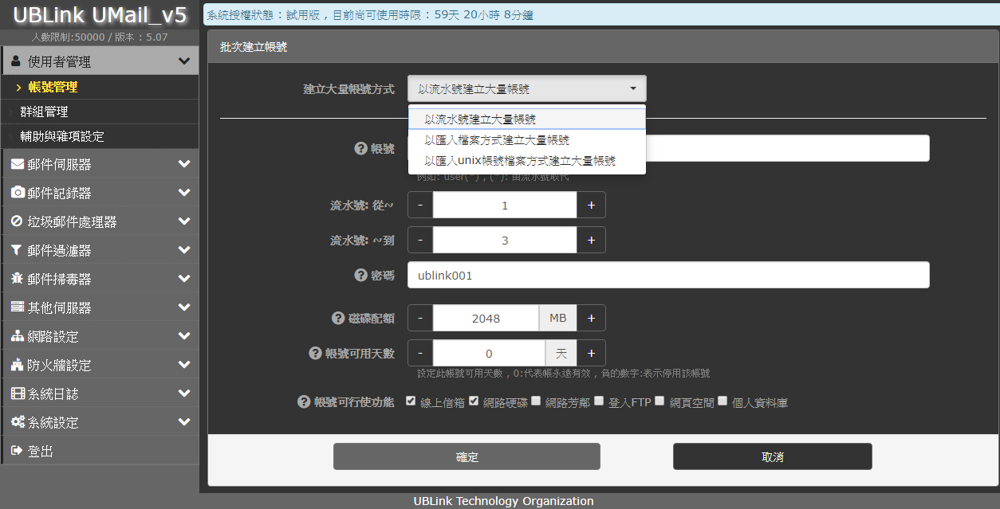 UBLink UMail_v5
人數限制:50000 / 版本：5.07
使用者管理
帳號管理
群組管理
輔助與雜項設定
郵件伺服器
郵件記錄器
垃圾郵件處理器
郵件過濾器
郵件掃毒器
其他伺服器
網路設定
防火牆設定
系統日誌
系統設定
登出
系統授權狀態：試用版，目前尚可使用時限：59天 20小時 8分鐘
批次建立帳號
建立大量帳號方式 以流水號建立大量帳號
以流水號建立大量帳號
以匯入檔案方式建立大量帳號
以匯入unix帳號檔案方式建立大量帳號
帳號
例如: user(*) , (*): 由流水號取代
流水號: 從~ - 1 +
流水號: ~到 - 3 +
密碼 ublink001
磁碟配額 - 2048 MB +
帳號可用天數 - 0 天 +
設定此帳號可用天數，0:代表帳永遠有效，負的數字:表示停用該帳號
帳號可行使功能 線上信箱 網路硬碟 網路芳鄰 登入FTP 網頁空間 個人資料庫
確定 取消
UBLink Technology Organization